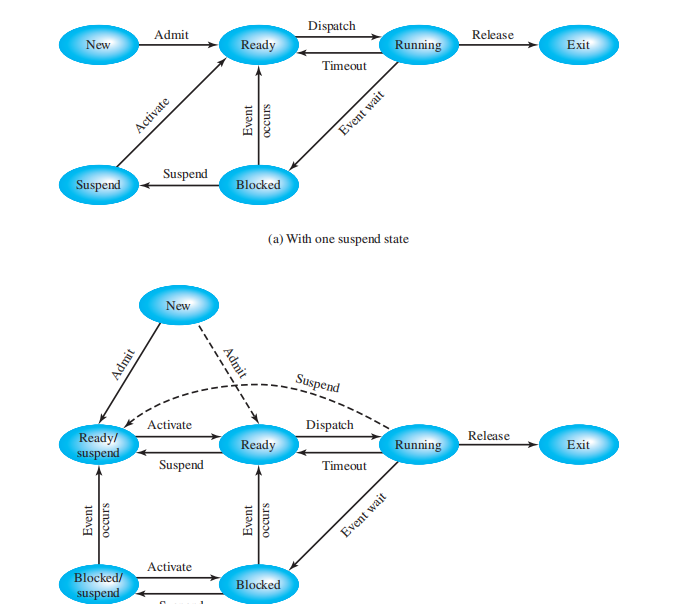 Dispatch
New
Admit
Ready
Running
Release
Exit
Timeout
Activate
Event
occurs
Event wait
Suspend
Suspend
Blocked
(a) With one suspend state
New
Admit
Admit
Suspend
Ready/
suspend
Activate
Ready
Dispatch
Running
Release
Exit
Suspend
Timeout
Event
occurs
Event
occurs
Event wait
Blocked/
suspend
Activate
Blocked